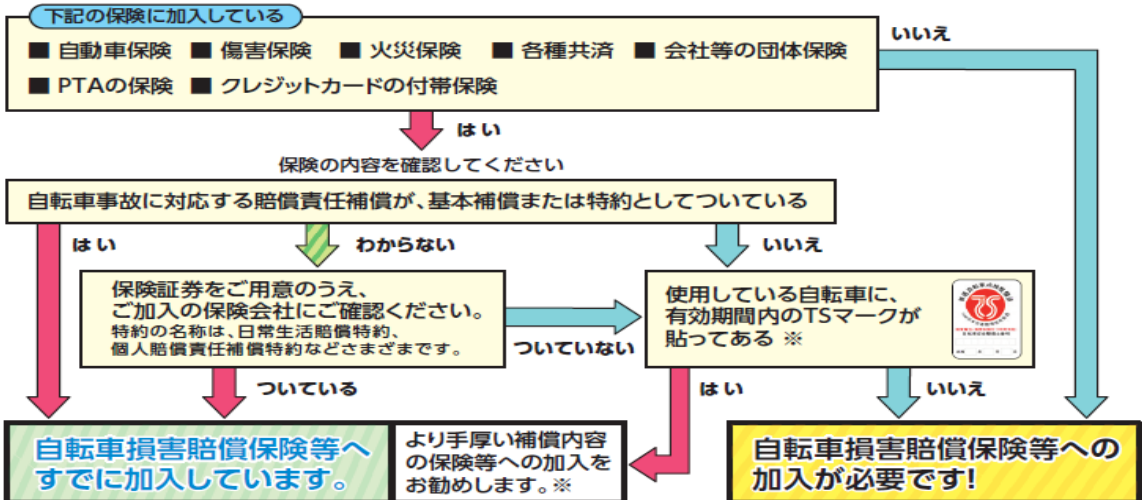 下記の保険に加入している
■ 自動車保険 ■ 傷害保険 ■ 火災保険 ■ 各種共済 ■ 会社等の団体保険
■ PTAの保険 ■ クレジットカードの付帯保険
いいえ
はい
保険の内容を確認してください
自転車事故に対応する賠償責任補償が、基本補償または特約としてついている
はい
わからない
いいえ
保険証券をご用意のうえ、
ご加入の保険会社にご確認ください。
特約の名称は、日常生活賠償特約、
個人賠償責任補償特約などさまざまです。
ついていない
使用している自転車に、
有効期間内のTSマークが
貼ってある ※
TS
ついている
はい
いいえ
自転車損害賠償保険等へ
すでに加入しています。
より手厚い補償内容
の保険等への加入を
お勧めします。※
自転車損害賠償保険等への
加入が必要です!